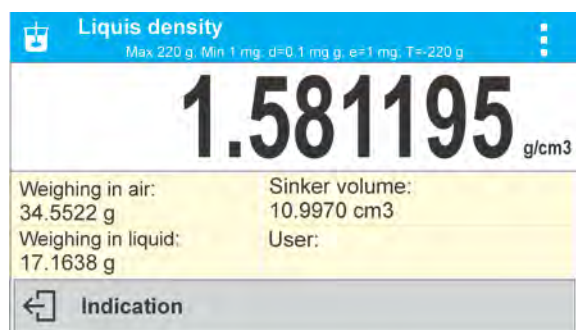 Liquis density
Max 220 g; Min 1 mg; d=0.1 mg g; e=1 mg; T=-220 g
1.581195 g/cm3
Weighing in air:
34.5522 g
Sinker volume:
10.9970 cm3
Weighing in liquid:
17.1638 g
User:
Indication